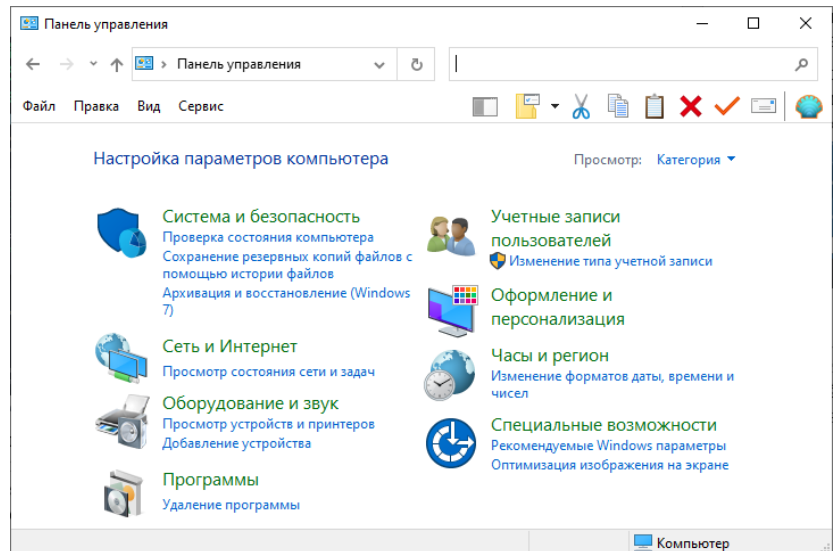 Панель управления
Панель управления
Файл Правка Вид Сервис
Настройка параметров компьютера
Просмотр: Категория
Система и безопасность
Проверка состояния компьютера
Сохранение резервных копий файлов с
помощью истории файлов
Архивация и восстановление (Windows
7)
Сеть и Интернет
Просмотр состояния сети и задач
Оборудование и звук
Просмотр устройств и принтеров
Добавление устройства
Программы
Удаление программы
Учетные записи
пользователей
Изменение типа учетной записи
Оформление и
персонализация
Часы и регион
Изменение форматов даты, времени и
чисел
Специальные возможности
Рекомендуемые Windows параметры
Оптимизация изображения на экране
Компьютер